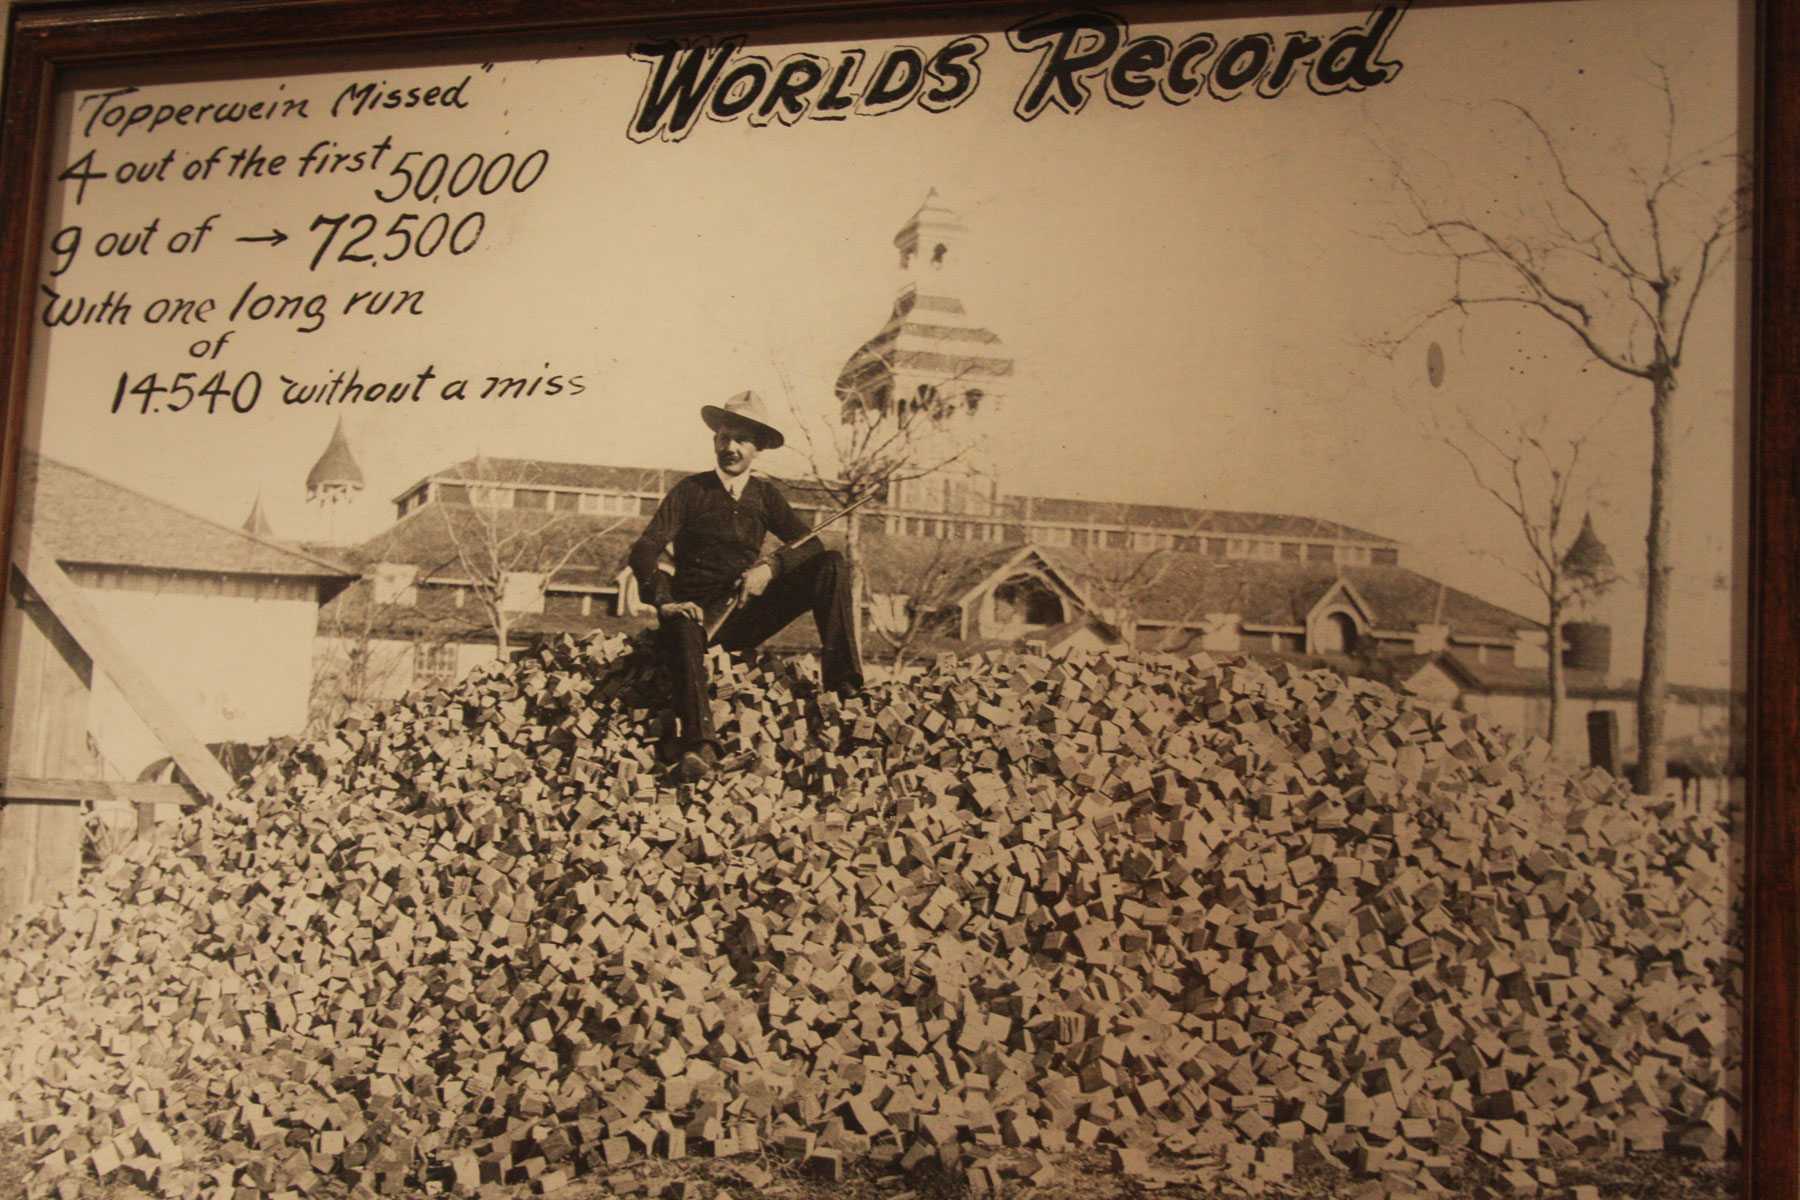 WORLDS Record
"Topperwein Missed"
4 out of the first 50,000
9 out of → 72,500
With one long run
of
14,540 without a miss